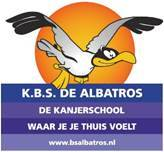 K.B.S. DE ALBATROS
DE KANJERSCHOOL
WAAR JE JE THUIS VOELT
www.bsalbatros.nl